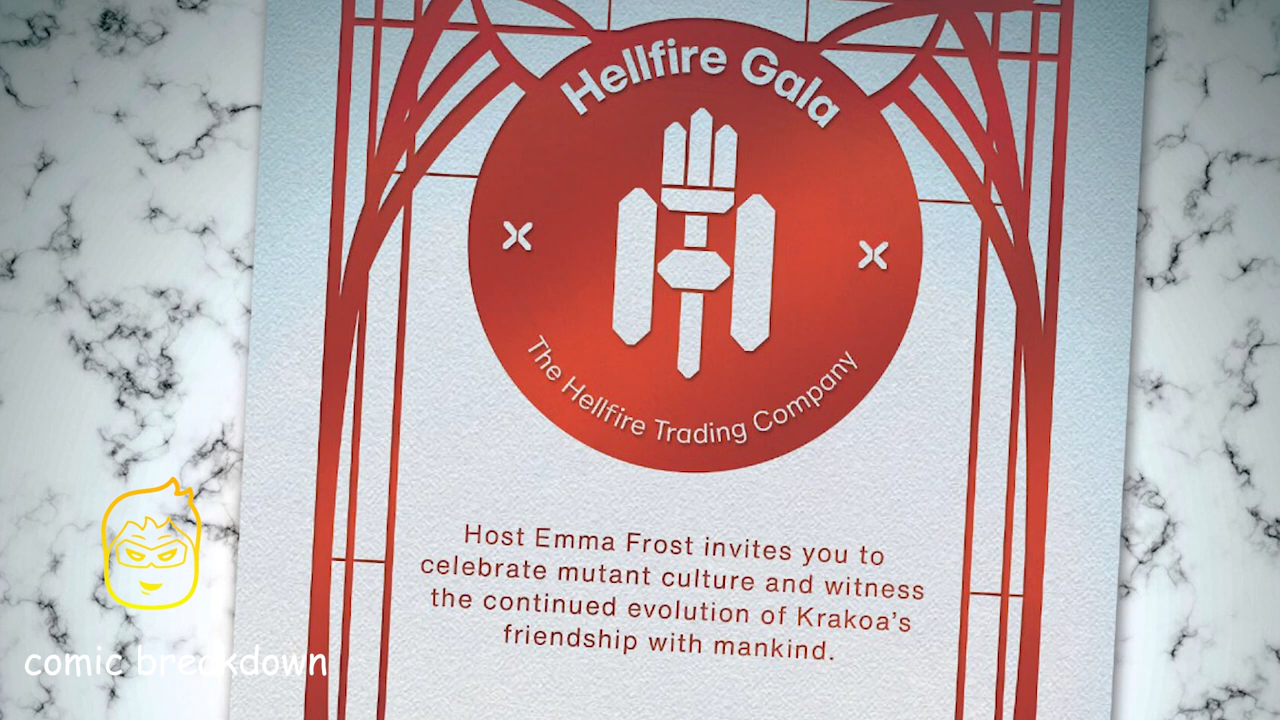 Hellfire Gala
The Hellfire Trading Company
Host Emma Frost invites you to
celebrate mutant culture and witness
the continued evolution of Krakoa's
friendship with mankind.
comic breakdown